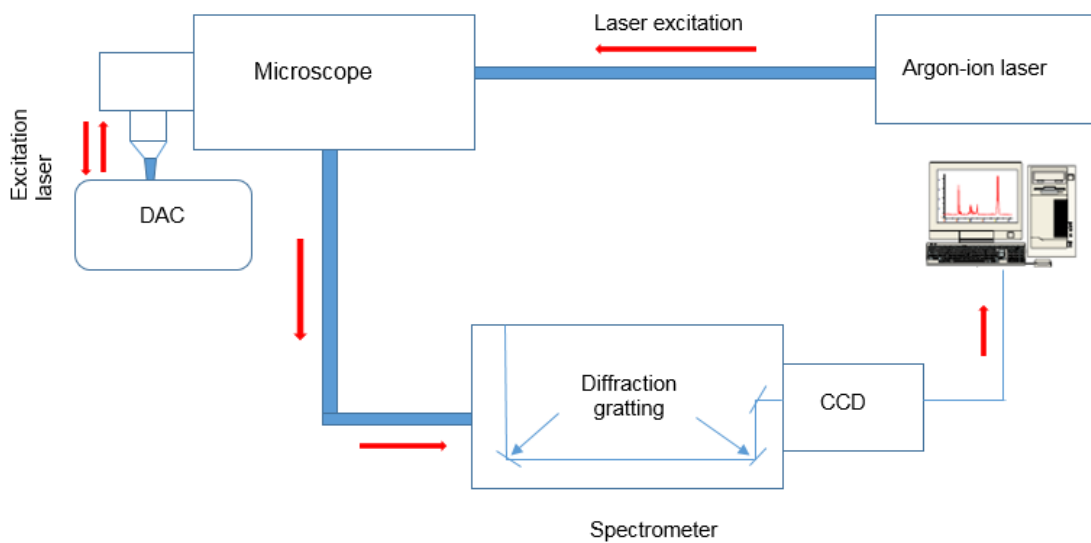 Laser excitation
Argon-ion laser
Microscope
Excitation
laser
DAC
Diffraction
gratting
CCD
Spectrometer